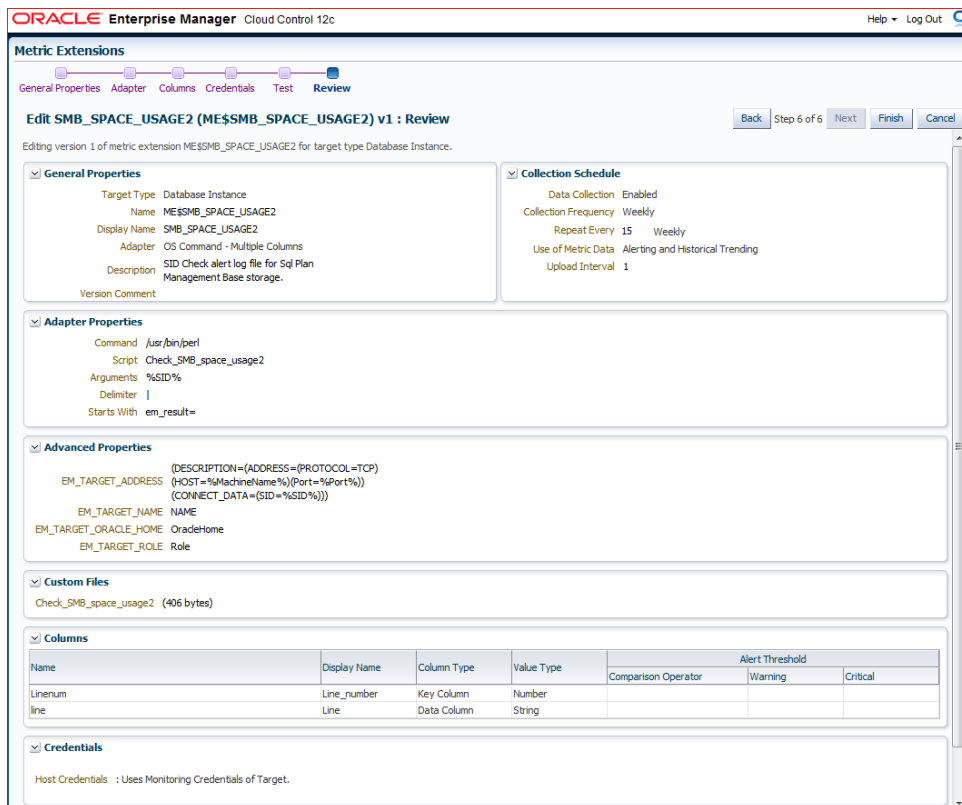 ORACLE Enterprise Manager Cloud Control 12c
Help Log Out
Metric Extensions
General Properties Adapter Columns Credentials Test Review
Edit SMB_SPACE_USAGE2 (ME$SMB_SPACE_USAGE2) v1 : Review
Back Step 6 of 6 Next Finish Cancel
Editing version 1 of metric extension ME$SMB_SPACE_USAGE2 for target type Database Instance.
General Properties
Target Type Database Instance
Name ME$SMB_SPACE_USAGE2
Display Name SMB_SPACE_USAGE2
Adapter OS Command - Multiple Columns
Description SID Check alert log file for Sql Plan
Management Base storage.
Version Comment
Collection Schedule
Data Collection Enabled
Collection Frequency Weekly
Repeat Every 15 Weekly
Use of Metric Data Alerting and Historical Trending
Upload Interval 1
Adapter Properties
Command /usr/bin/perl
Script Check_SMB_space_usage2
Arguments %SID%
Delimiter |
Starts With em_result=
Advanced Properties
EM_TARGET_ADDRESS (DESCRIPTION=(ADDRESS=(PROTOCOL=TCP)
(HOST=%MachineName%)(Port=%Port%))
(CONNECT_DATA=(SID=%SID%)))
EM_TARGET_NAME NAME
EM_TARGET_ORACLE_HOME OracleHome
EM_TARGET_ROLE Role
Custom Files
Check_SMB_space_usage2 (406 bytes)
Columns
Name Display Name Column Type Value Type Alert Threshold
Comparison Operator Warning Critical
Linenum Line_number Key Column Number
line Line Data Column String
Credentials
Host Credentials : Uses Monitoring Credentials of Target.